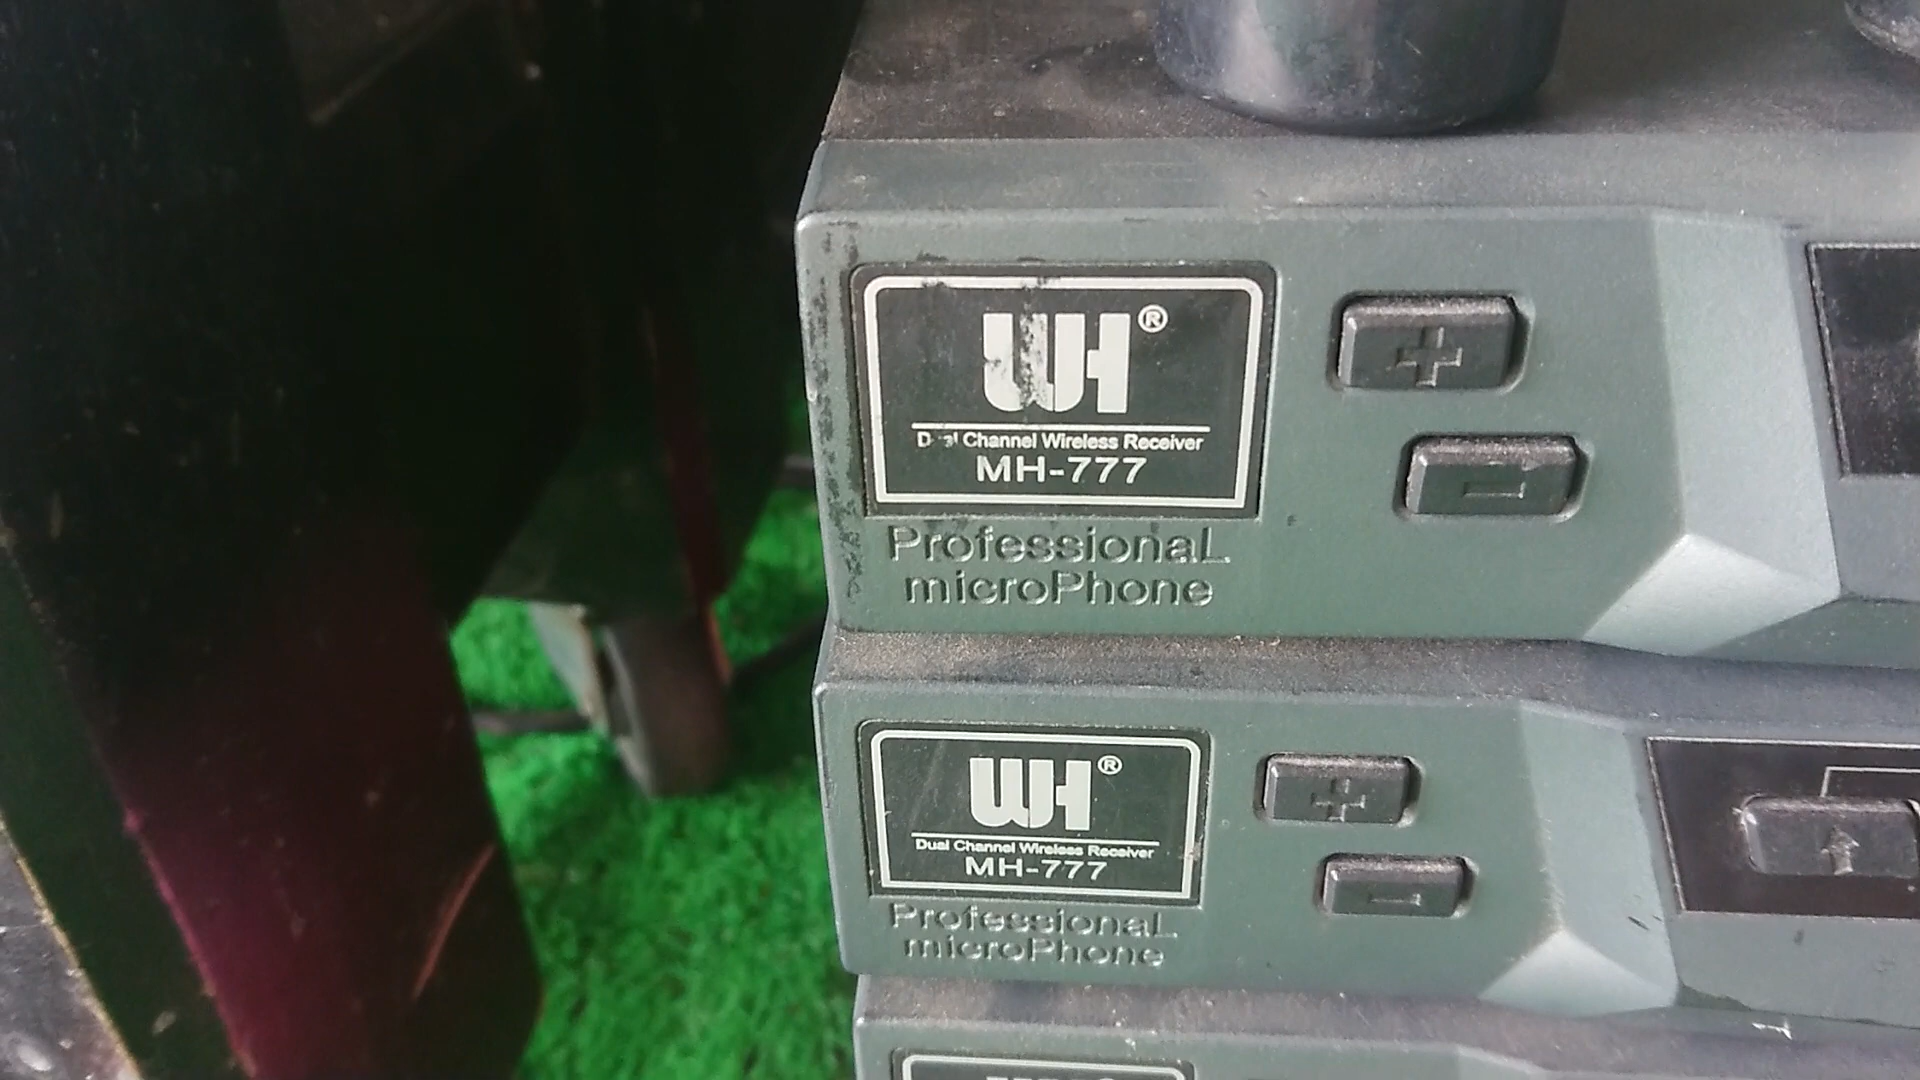 WH®
Dual Channel Wireless Receiver
MH-777
ProfessionaL
microPhone
WH®
Dual Channel Wireless Receiver
MH-777
ProfessionaL
microPhone